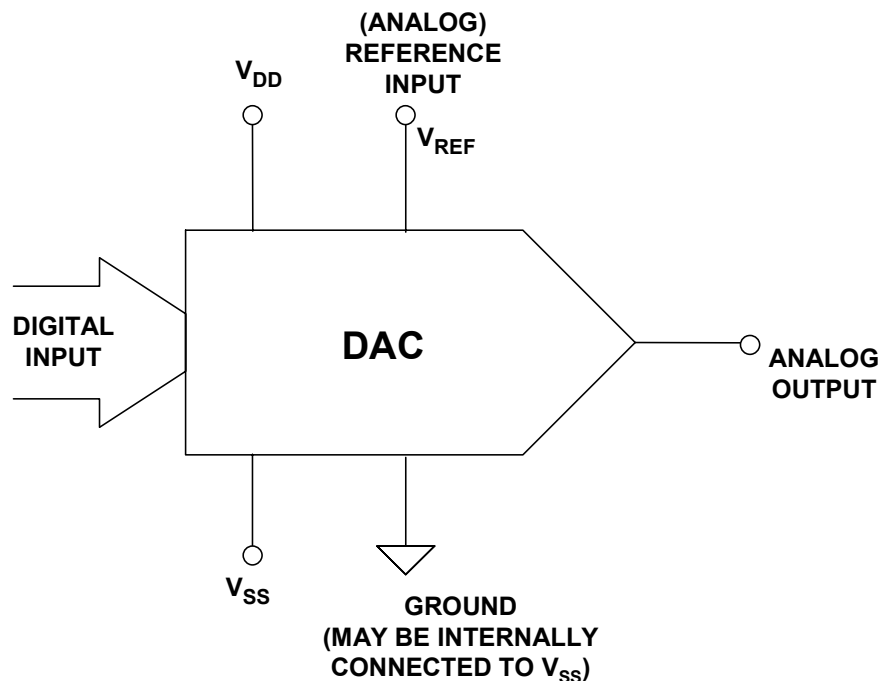 (ANALOG)
REFERENCE
INPUT
V_DD
V_REF
DIGITAL
INPUT
DAC
ANALOG
OUTPUT
V_SS
GROUND
(MAY BE INTERNALLY
CONNECTED TO V_SS)